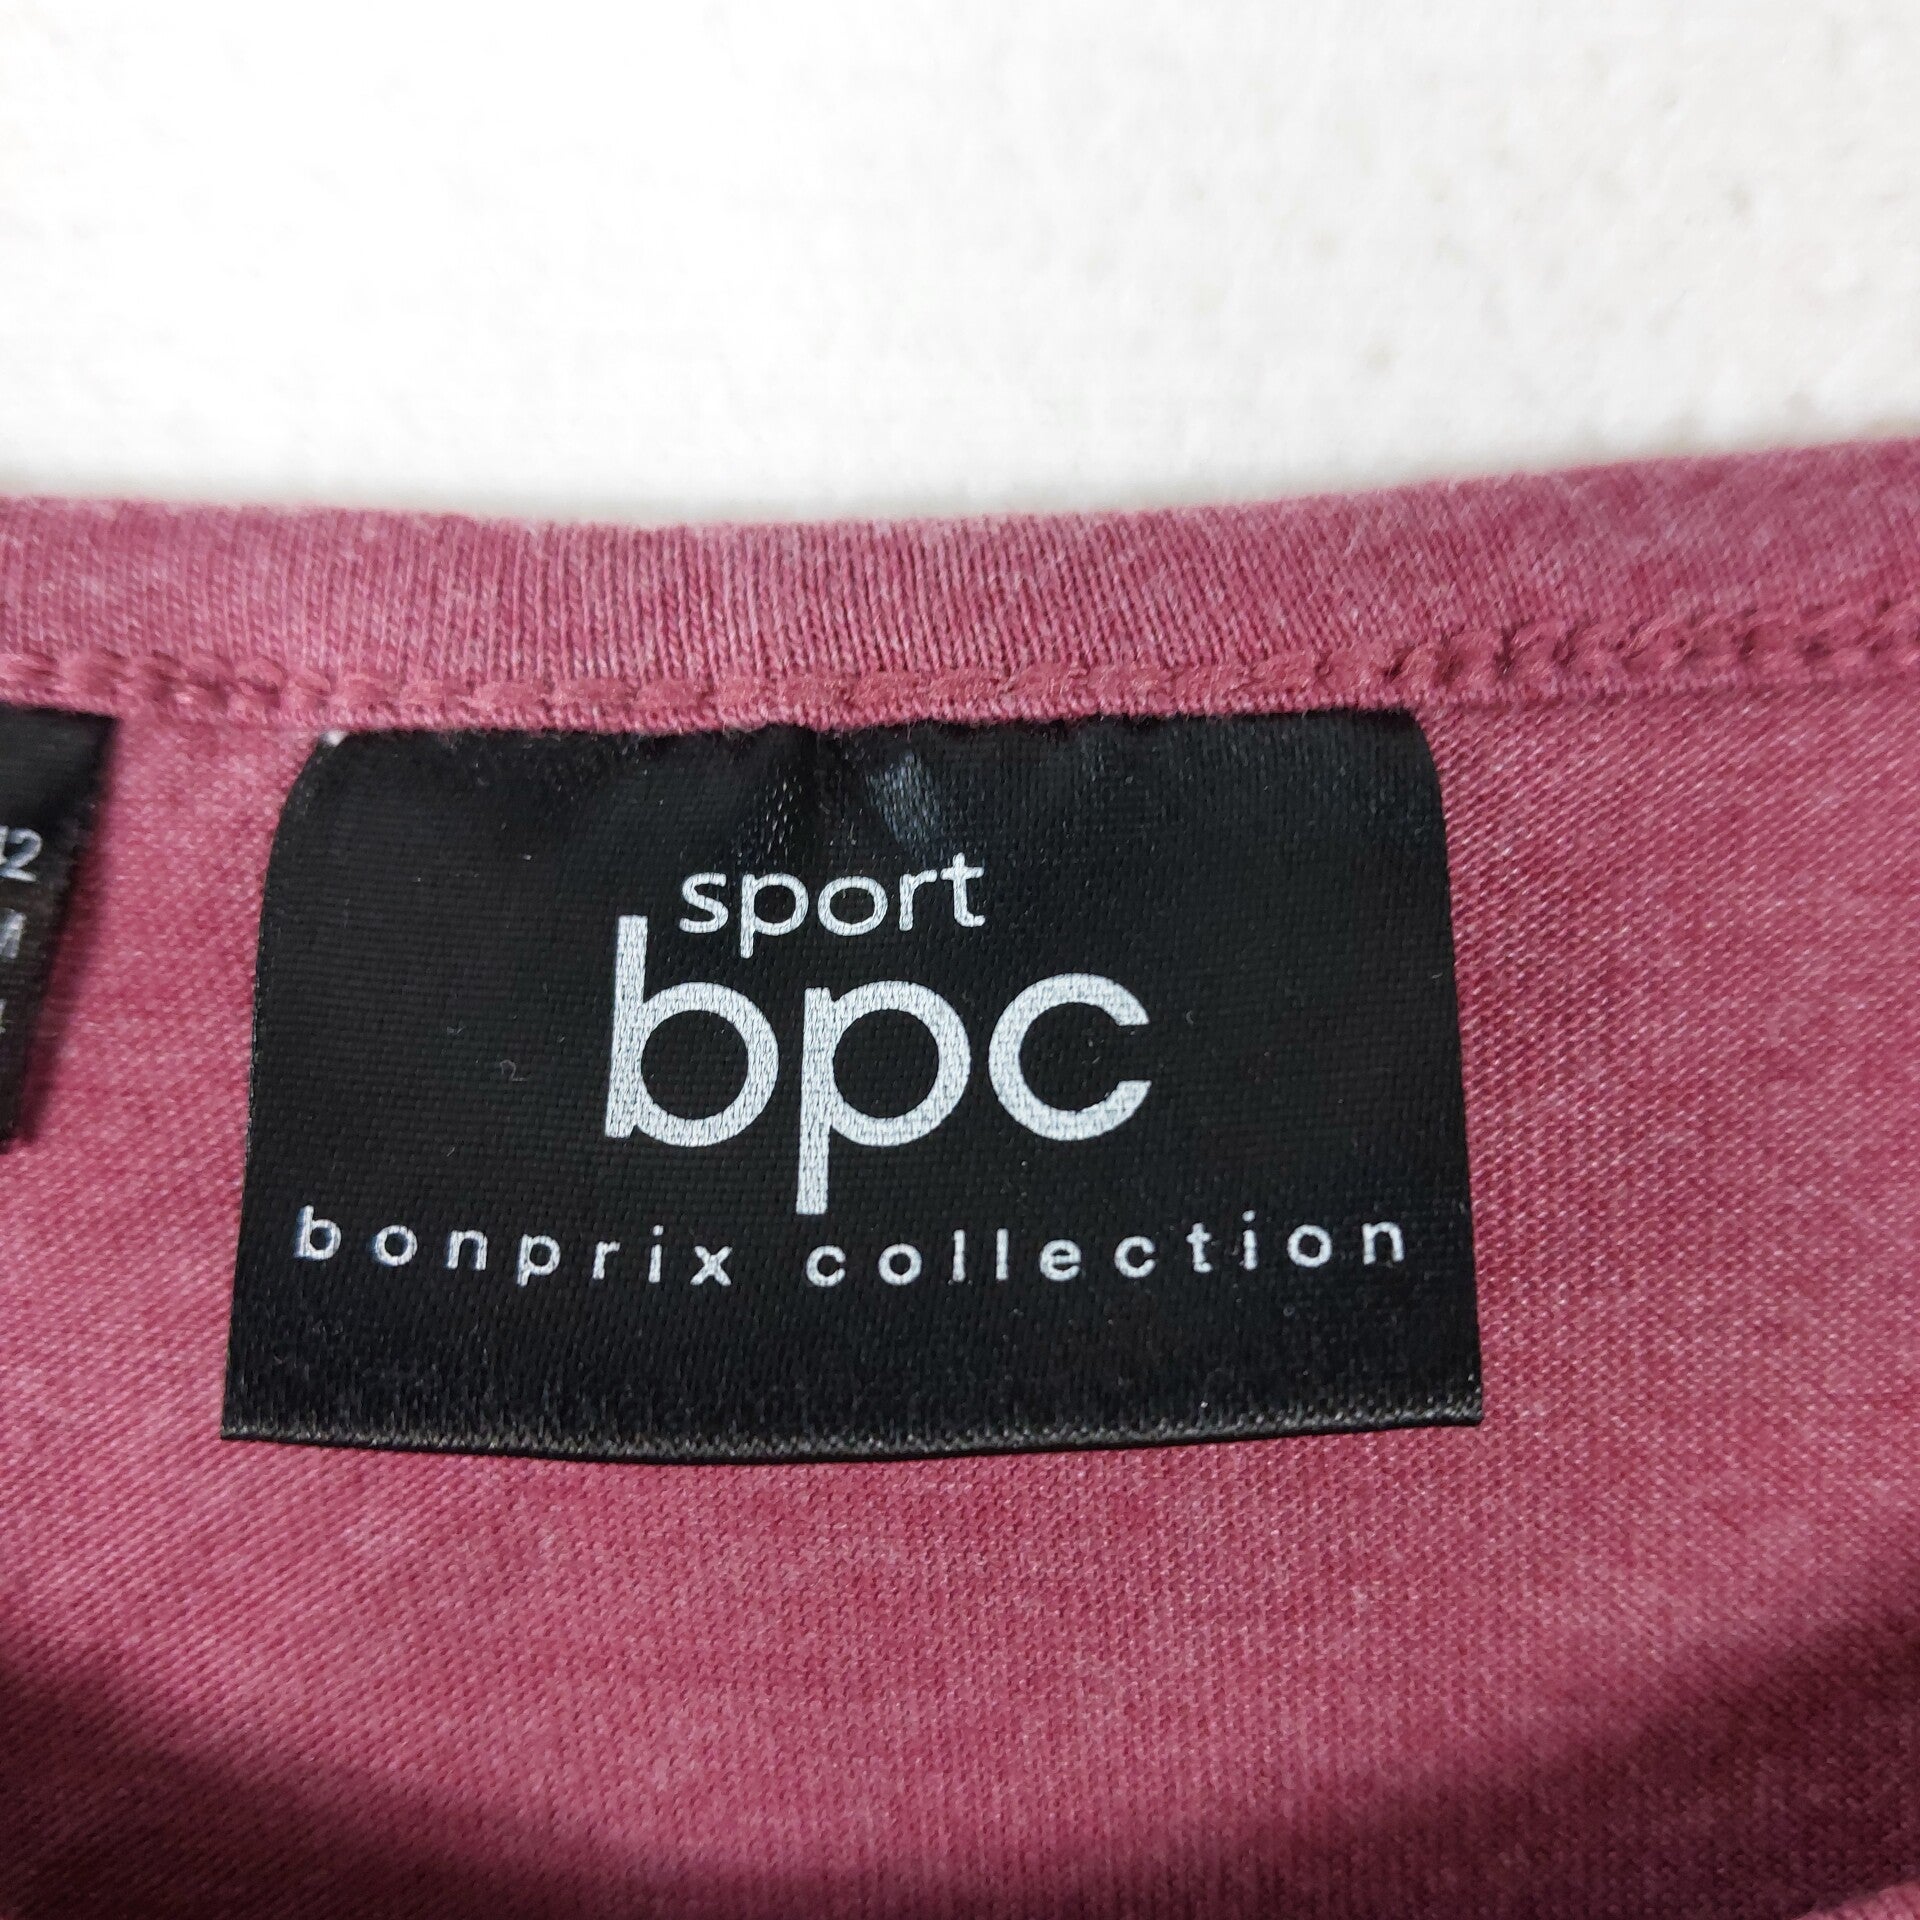 sport
bpc
bonprix collection